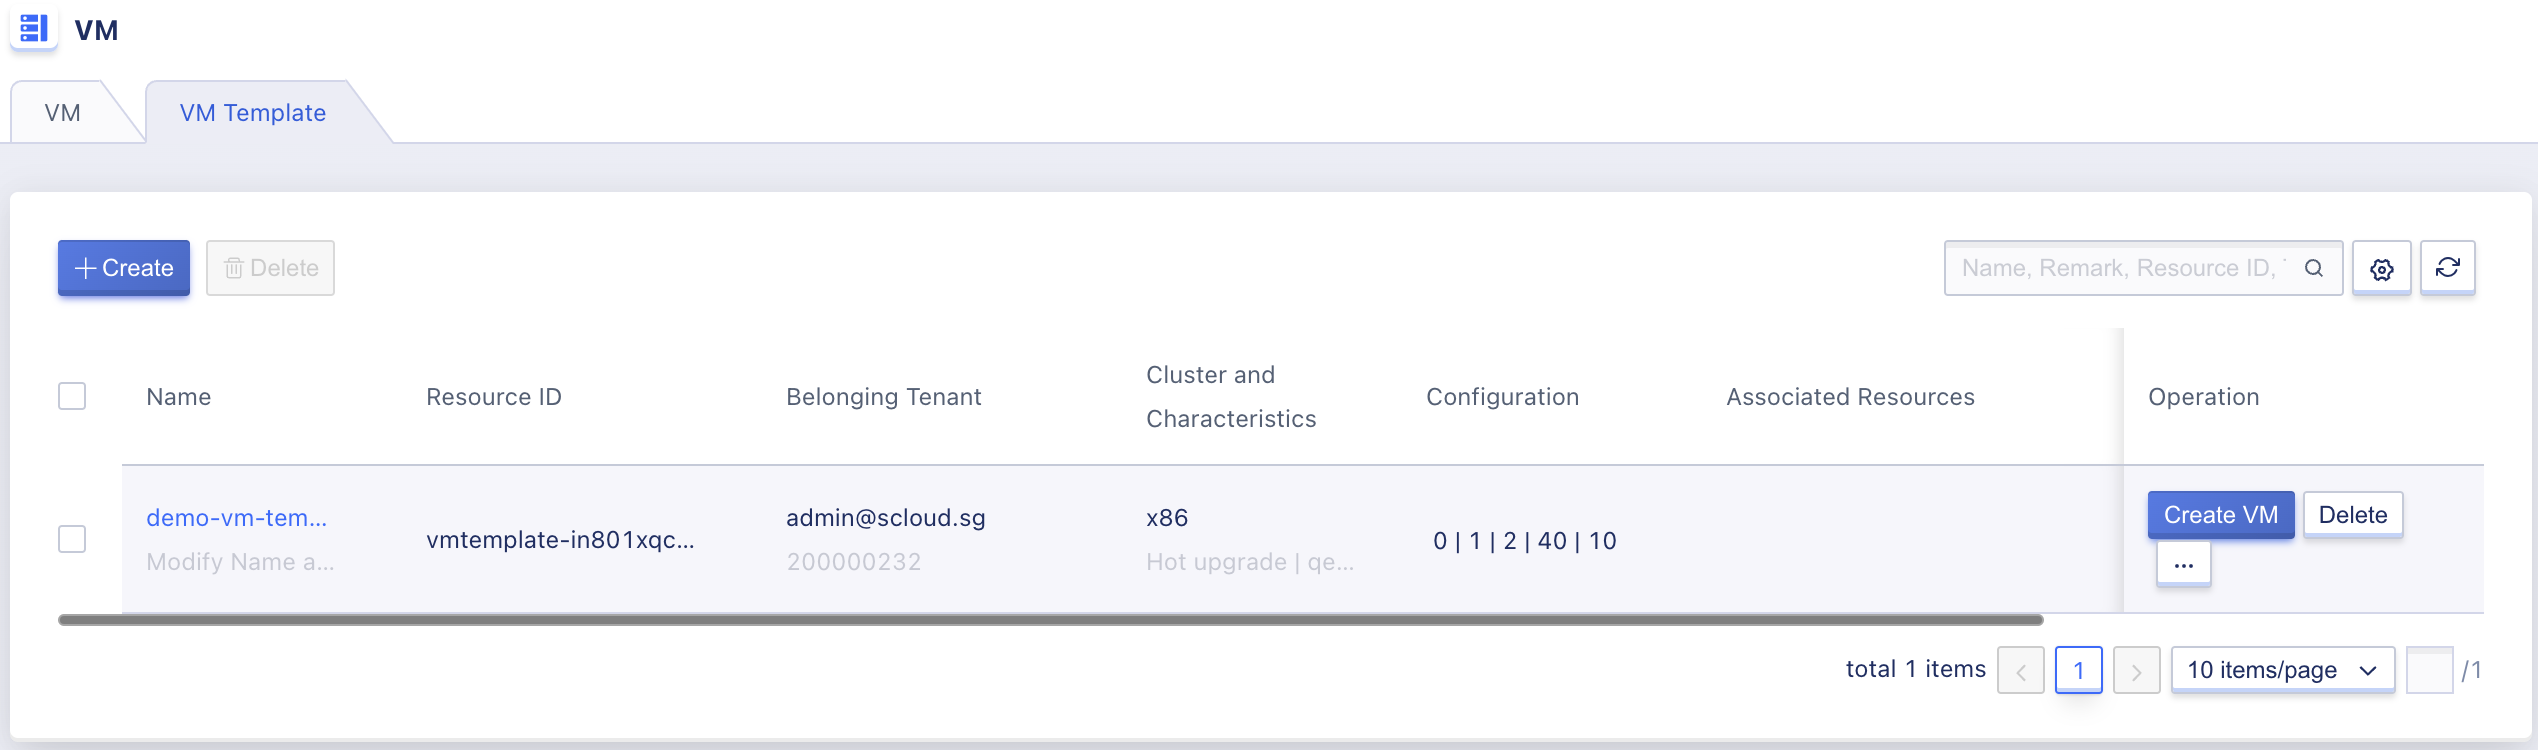 VM
VM
VM Template
Create
Delete
Name, Remark, Resource ID,
Name
Resource ID
Belonging Tenant
Cluster and
Characteristics
Configuration
Associated Resources
Operation
demo-vm-tem...
Modify Name a...
vmtemplate-in801xqc...
admin@scloud.sg
200000232
x86
Hot upgrade | qe...
0 | 1 | 2 | 40 | 10
Create VM
Delete
...
total 1 items
1
10 items/page
/1